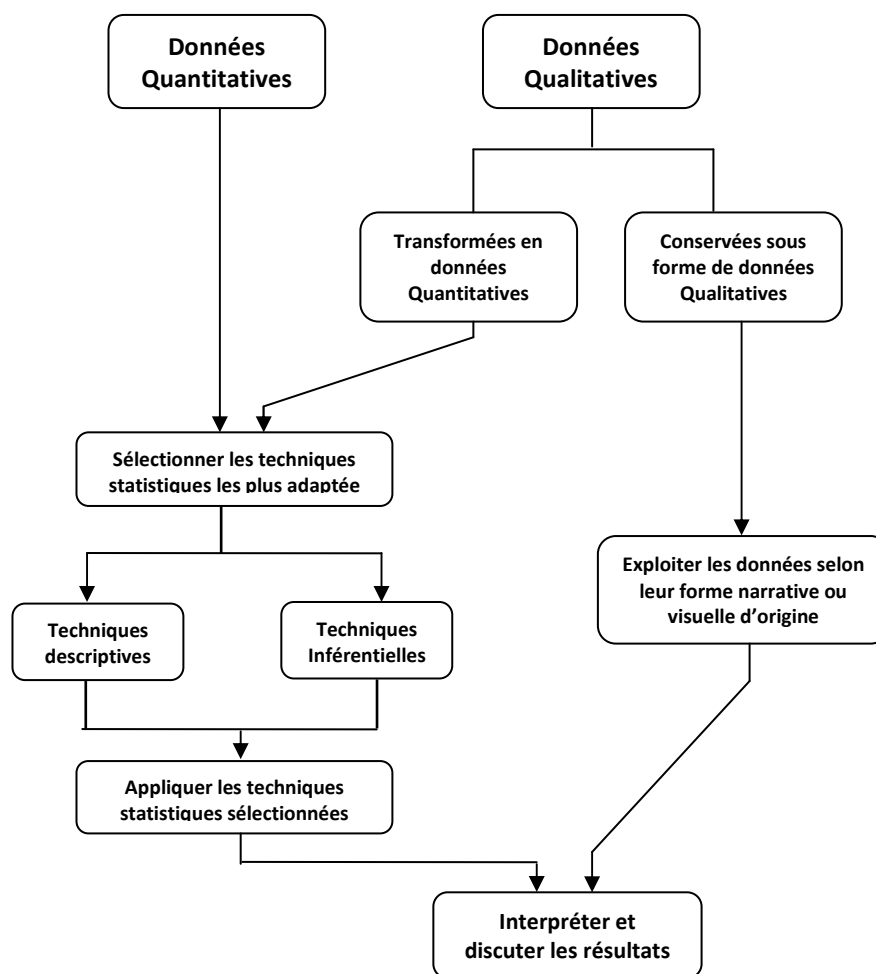 Données
Quantitatives
Données
Qualitatives
Transformées en
données
Quantitatives
Conservées sous
forme de données
Qualitatives
Sélectionner les techniques
statistiques les plus adaptée
Exploiter les données selon
leur forme narrative ou
visuelle d’origine
Techniques
descriptives
Techniques
Inférentielles
Appliquer les techniques
statistiques sélectionnées
Interpréter et
discuter les résultats